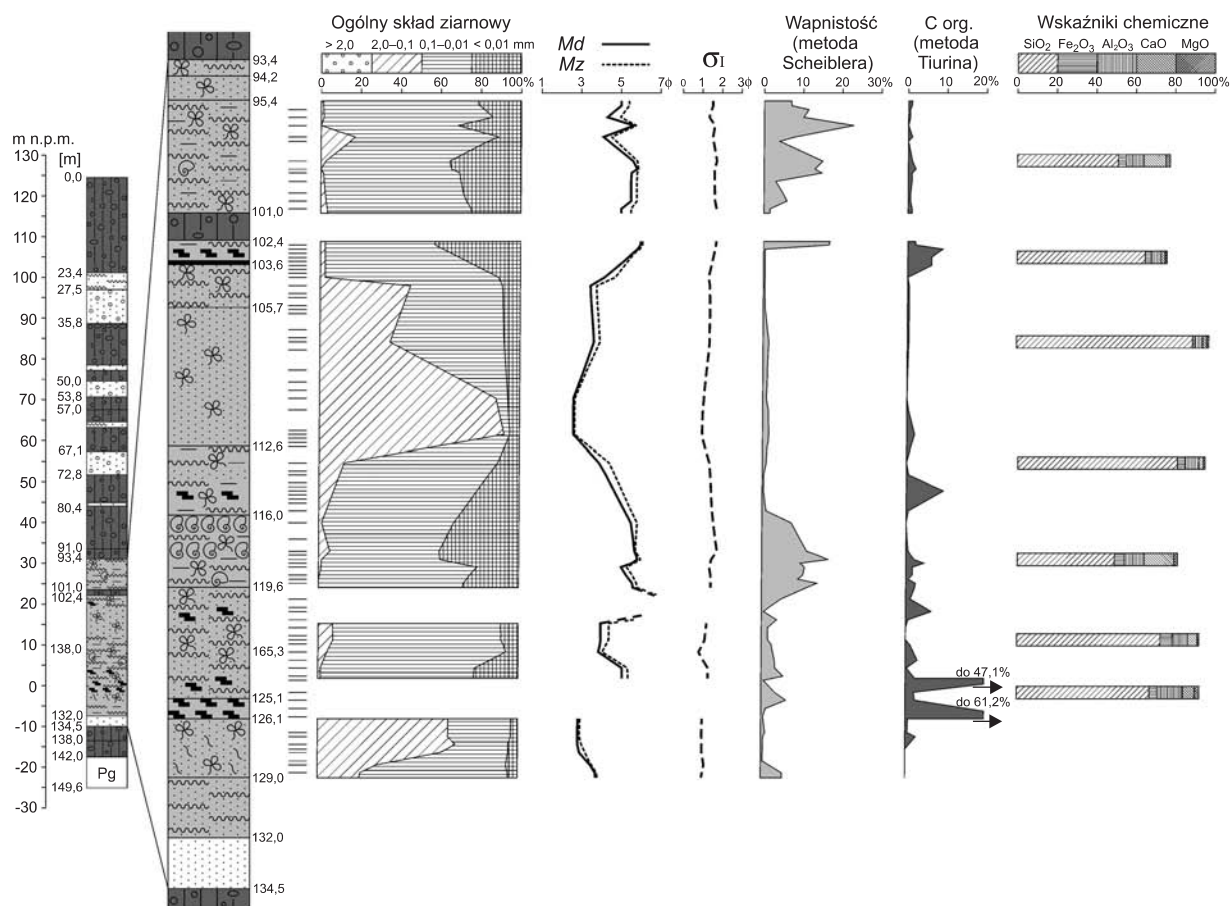 Ogólny skład ziarnowy
> 2,0 2,0–0,1 0,1–0,01 < 0,01 mm
0 20 40 60 80 100%
Md
Mz
1 3 5 7ϕ
σI
0 1 2 3ϕ
Wapnistość
(metoda
Scheiblera)
0 10 20 30%
C org.
(metoda
Tiurina)
0 10 20%
Wskaźniki chemiczne
SiO2 Fe2O3 Al2O3 CaO MgO
0 20 40 60 80 100%
m n.p.m.
[m]
130
120
110
100
90
80
70
60
50
40
30
20
10
0
-10
-20
-30
0,0
23,4
27,5
35,8
50,0
53,8
57,0
67,1
72,8
80,4
91,0
93,4
101,0
102,4
138,0
132,0
134,5
138,0
142,0
Pg
149,6
93,4
94,2
95,4
101,0
102,4
103,6
105,7
112,6
116,0
119,6
165,3
125,1
126,1
129,0
132,0
134,5
do 47,1%
do 61,2%